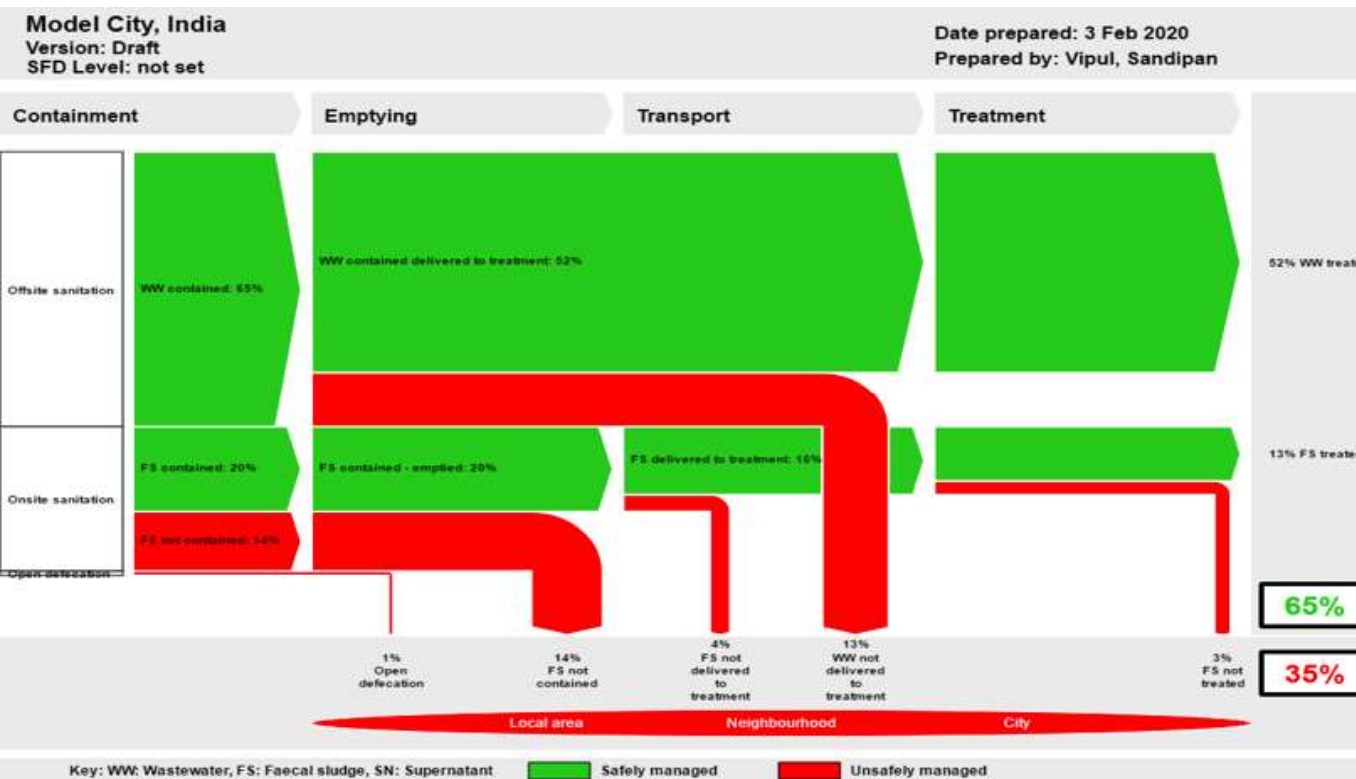 Model City, India
Version: Draft
SFD Level: not set
Date prepared: 3 Feb 2020
Prepared by: Vipul, Sandipan
Containment
Emptying
Transport
Treatment
Offsite sanitation
WW contained: 65%
WW contained delivered to treatment: 52%
52% WW treate
Onsite sanitation
FS contained: 20%
FS contained - emptied: 20%
FS delivered to treatment: 16%
13% FS treate
FS not contained: 14%
Open defecation
65%
1%
Open
defecation
14%
FS not
contained
4%
FS not
delivered
to
treatment
13%
WW not
delivered
to
treatment
3%
FS not
treated
35%
Local area
Neighbourhood
City
Key: WW: Wastewater, FS: Faecal sludge, SN: Supernatant
Safely managed
Unsafely managed